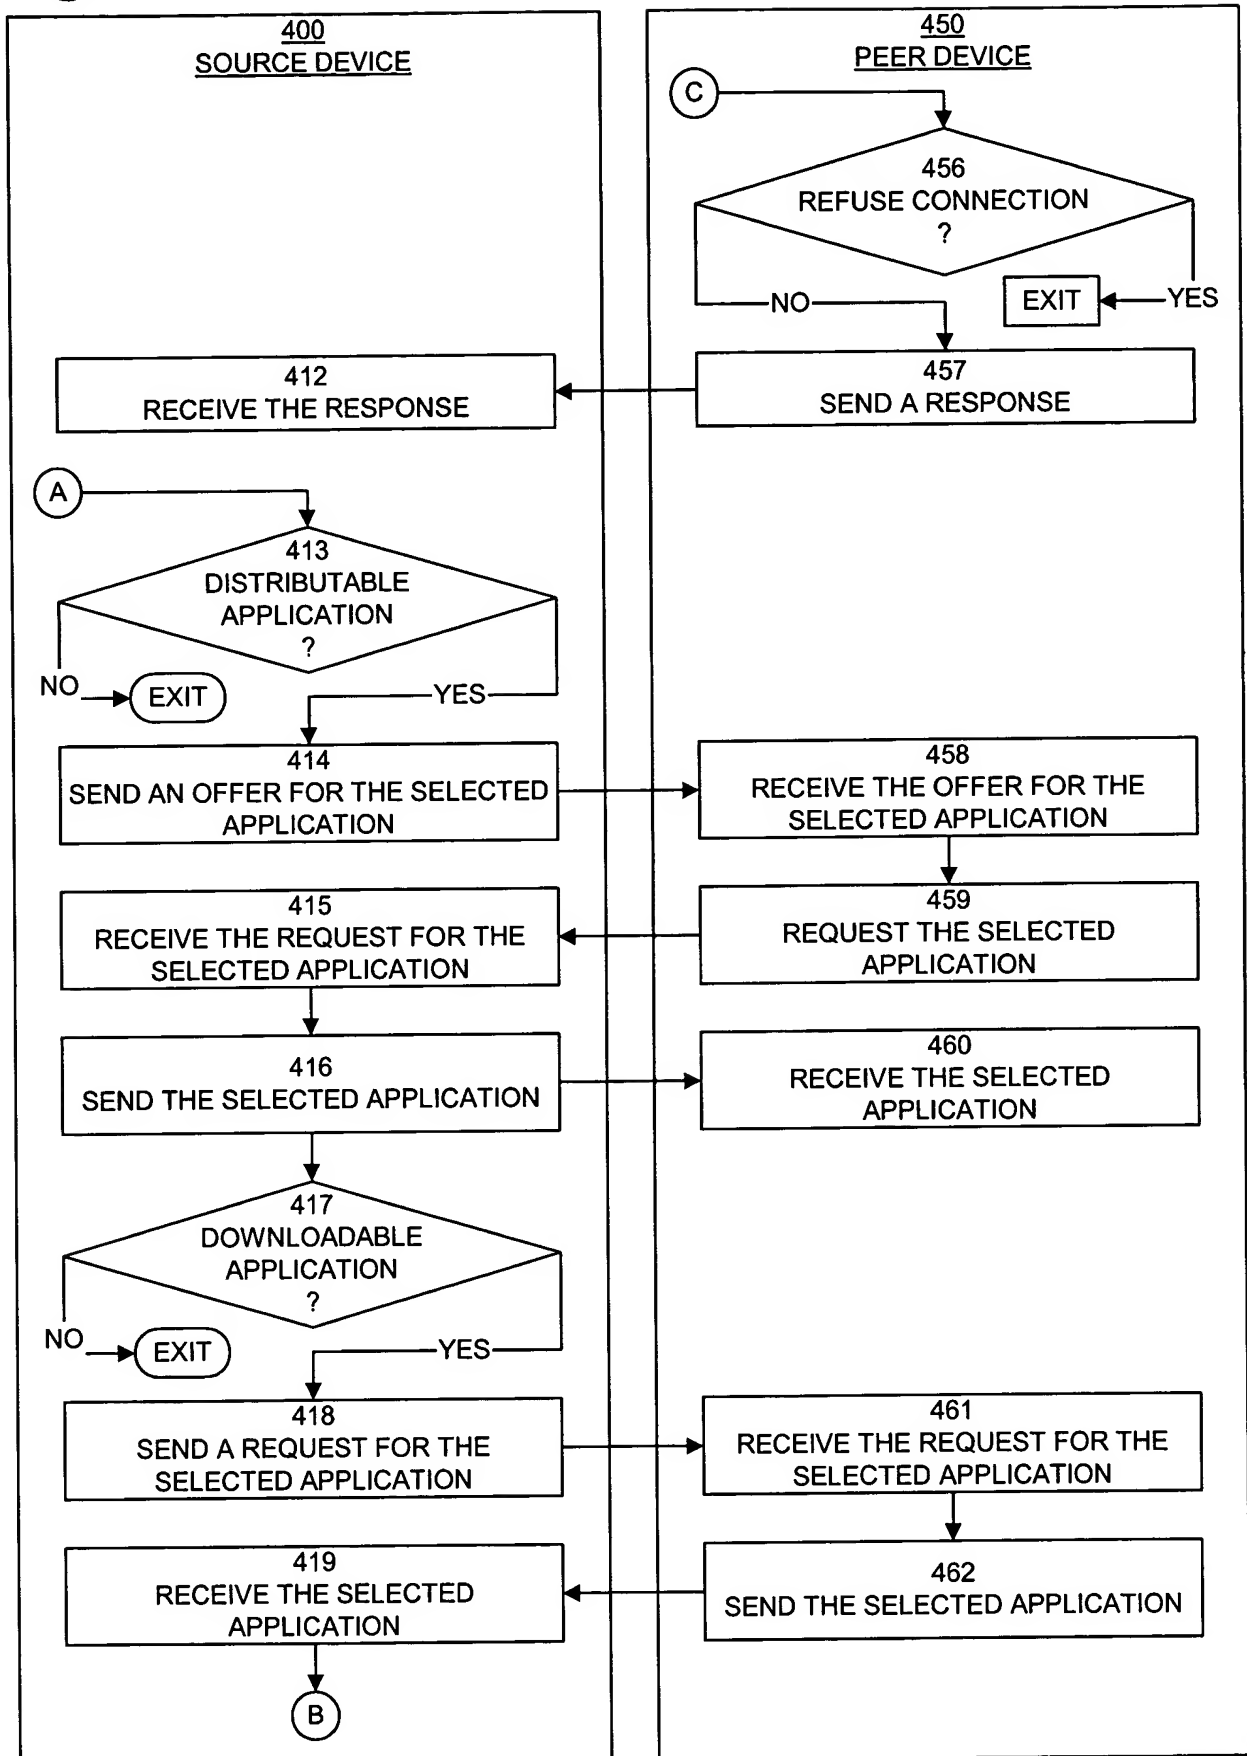 400
SOURCE DEVICE
450
PEER DEVICE
C
456
REFUSE CONNECTION
?
NO
EXIT
YES
412
RECEIVE THE RESPONSE
457
SEND A RESPONSE
A
413
DISTRIBUTABLE
APPLICATION
?
NO
EXIT
YES
414
SEND AN OFFER FOR THE SELECTED
APPLICATION
458
RECEIVE THE OFFER FOR THE
SELECTED APPLICATION
415
RECEIVE THE REQUEST FOR THE
SELECTED APPLICATION
459
REQUEST THE SELECTED
APPLICATION
416
SEND THE SELECTED APPLICATION
460
RECEIVE THE SELECTED
APPLICATION
417
DOWNLOADABLE
APPLICATION
?
NO
EXIT
YES
418
SEND A REQUEST FOR THE
SELECTED APPLICATION
461
RECEIVE THE REQUEST FOR THE
SELECTED APPLICATION
419
RECEIVE THE SELECTED
APPLICATION
462
SEND THE SELECTED APPLICATION
B